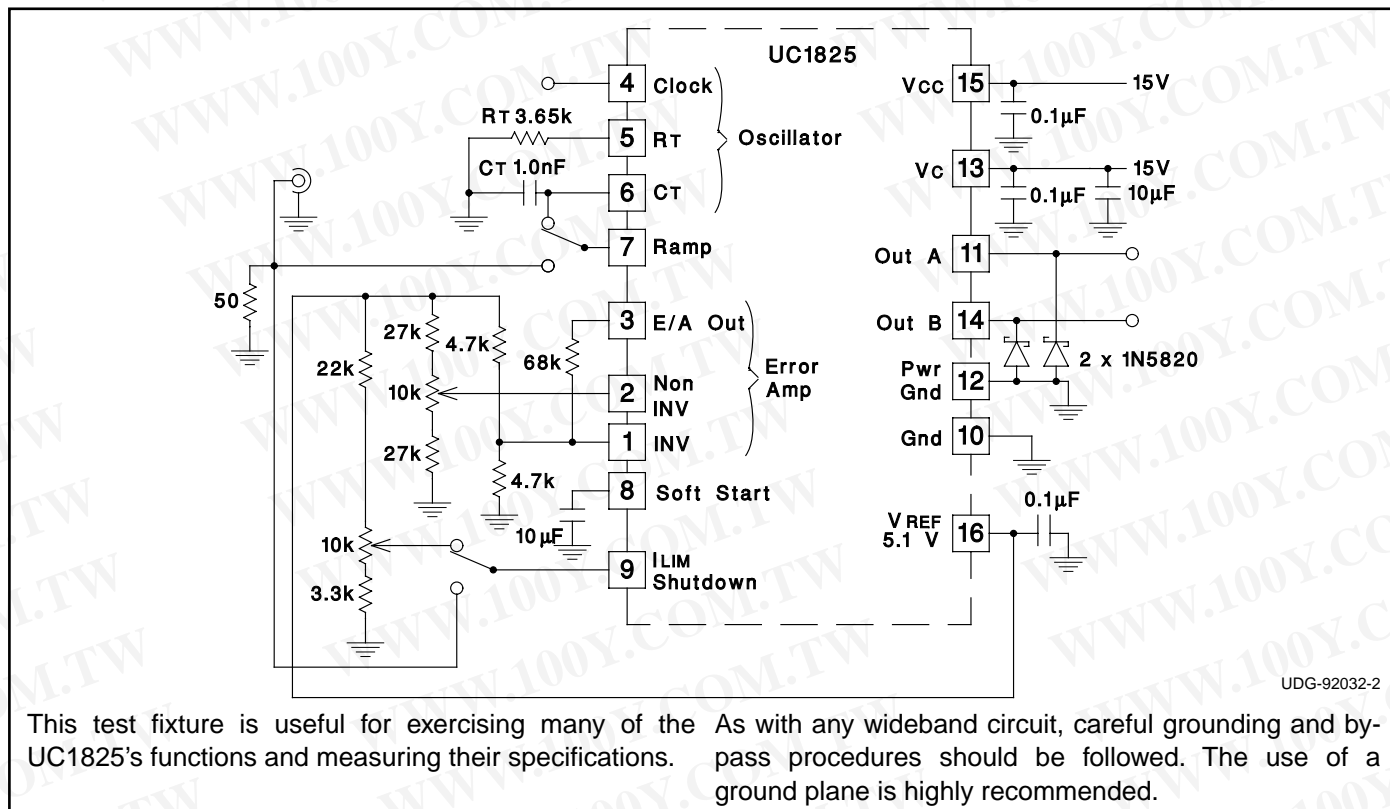 UC1825
4 Clock
RT 3.65k
5 RT
Oscillator
CT 1.0nF
6 CT
7 Ramp
50
3 E/A Out
27k
4.7k
68k
22k
Error
Amp
10k
2 Non
INV
1 INV
27k
4.7k
8 Soft Start
10µF
10k
9 ILIM
Shutdown
3.3k
VCC 15
15V
0.1µF
VC 13
15V
0.1µF
10µF
Out A 11
Out B 14
2 x 1N5820
Pwr
Gnd 12
Gnd 10
0.1µF
VREF
5.1 V 16
UDG-92032-2
This test fixture is useful for exercising many of the
UC1825's functions and measuring their specifications.
As with any wideband circuit, careful grounding and by-
pass procedures should be followed. The use of a
ground plane is highly recommended.
WWW.100Y.COM.TW